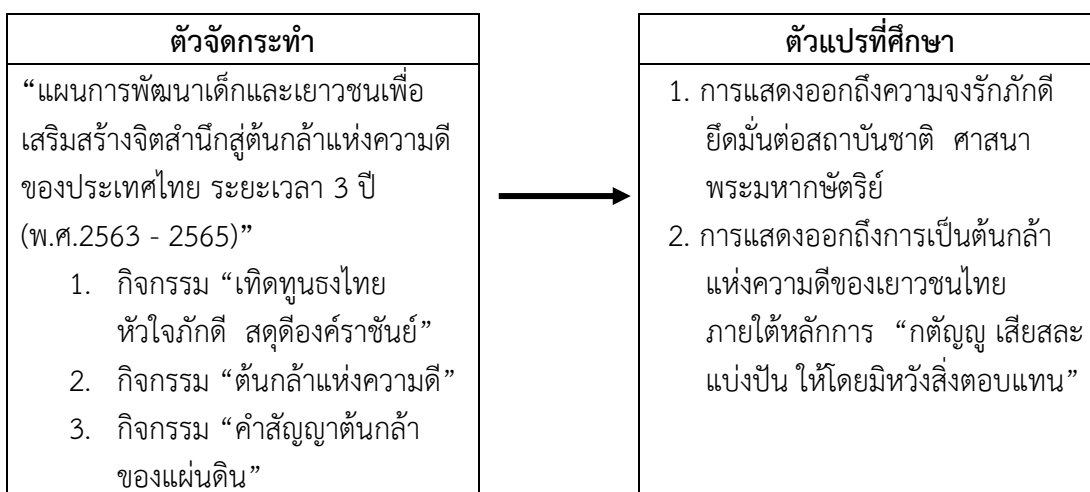 ตัวจัดกระทำ
“แผนการพัฒนาเด็กและเยาวชนเพื่อ
เสริมสร้างจิตสำนึกสู่ต้นกล้าแห่งความดี
ของประเทศไทย ระยะเวลา 3 ปี
(พ.ศ.2563 - 2565)”
1. กิจกรรม “เทิดทูนธงไทย
หัวใจภักดี สดุดีองค์ราชันย์”
2. กิจกรรม “ต้นกล้าแห่งความดี”
3. กิจกรรม “คำสัญญาต้นกล้า
ของแผ่นดิน”
ตัวแปรที่ศึกษา
1. การแสดงออกถึงความจงรักภักดี
ยึดมั่นต่อสถาบันชาติ ศาสนา
พระมหากษัตริย์
2. การแสดงออกถึงการเป็นต้นกล้า
แห่งความดีของเยาวชนไทย
ภายใต้หลักการ “กตัญญู เสียสละ
แบ่งปัน ให้โดยมิหวังสิ่งตอบแทน”